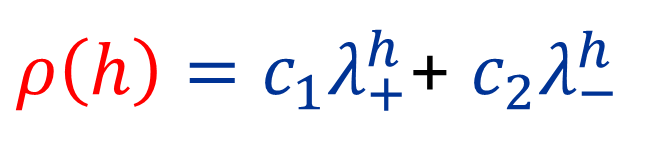 ρ(h) = c₁λ₊ʰ + c₂λ₋ʰ